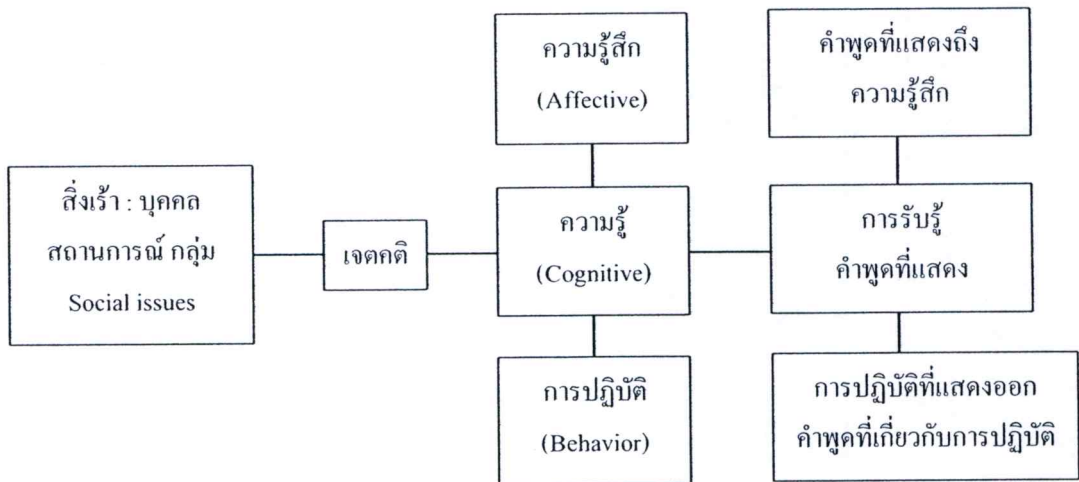 ความรู้สึก
(Affective)
คำพูดที่แสดงถึง
ความรู้สึก
สิ่งเร้า : บุคคล
สถานการณ์ กลุ่ม
Social issues
เจตคติ
ความรู้
(Cognitive)
การรับรู้
คำพูดที่แสดง
การปฏิบัติ
(Behavior)
การปฏิบัติที่แสดงออก
คำพูดที่เกี่ยวกับการปฏิบัติ